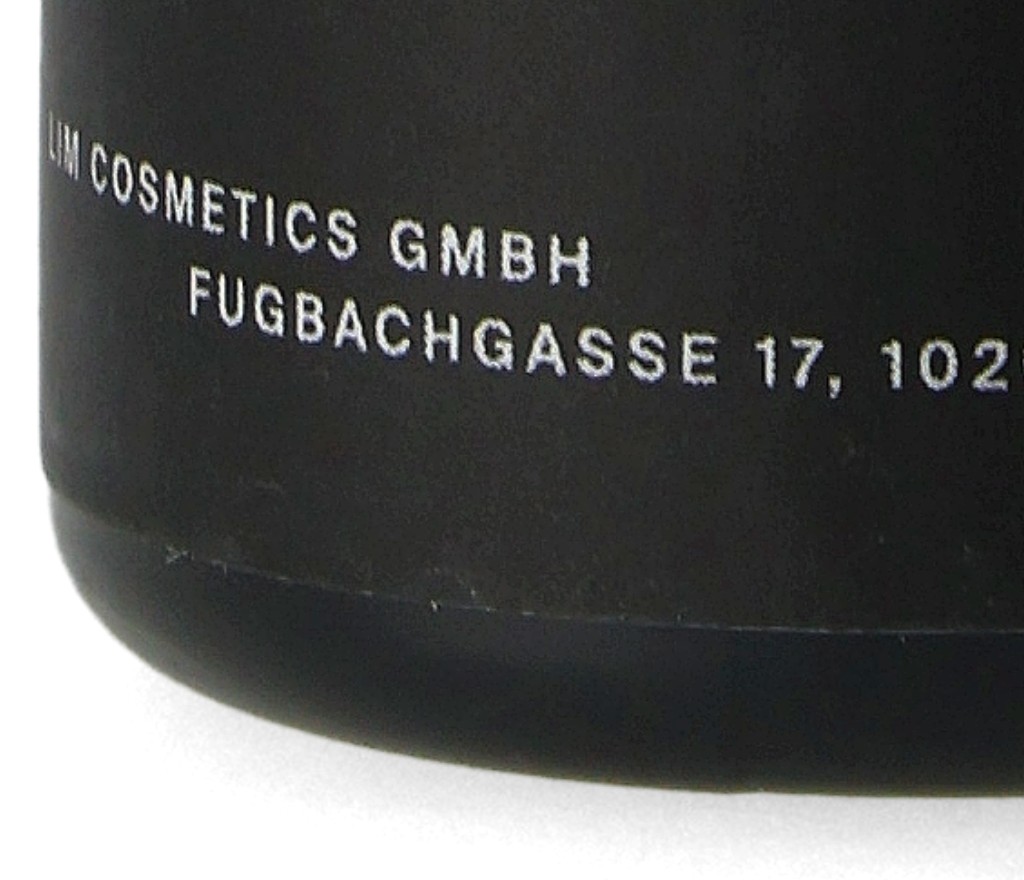 LIM COSMETICS GMBH
FUGBACHGASSE 17, 102